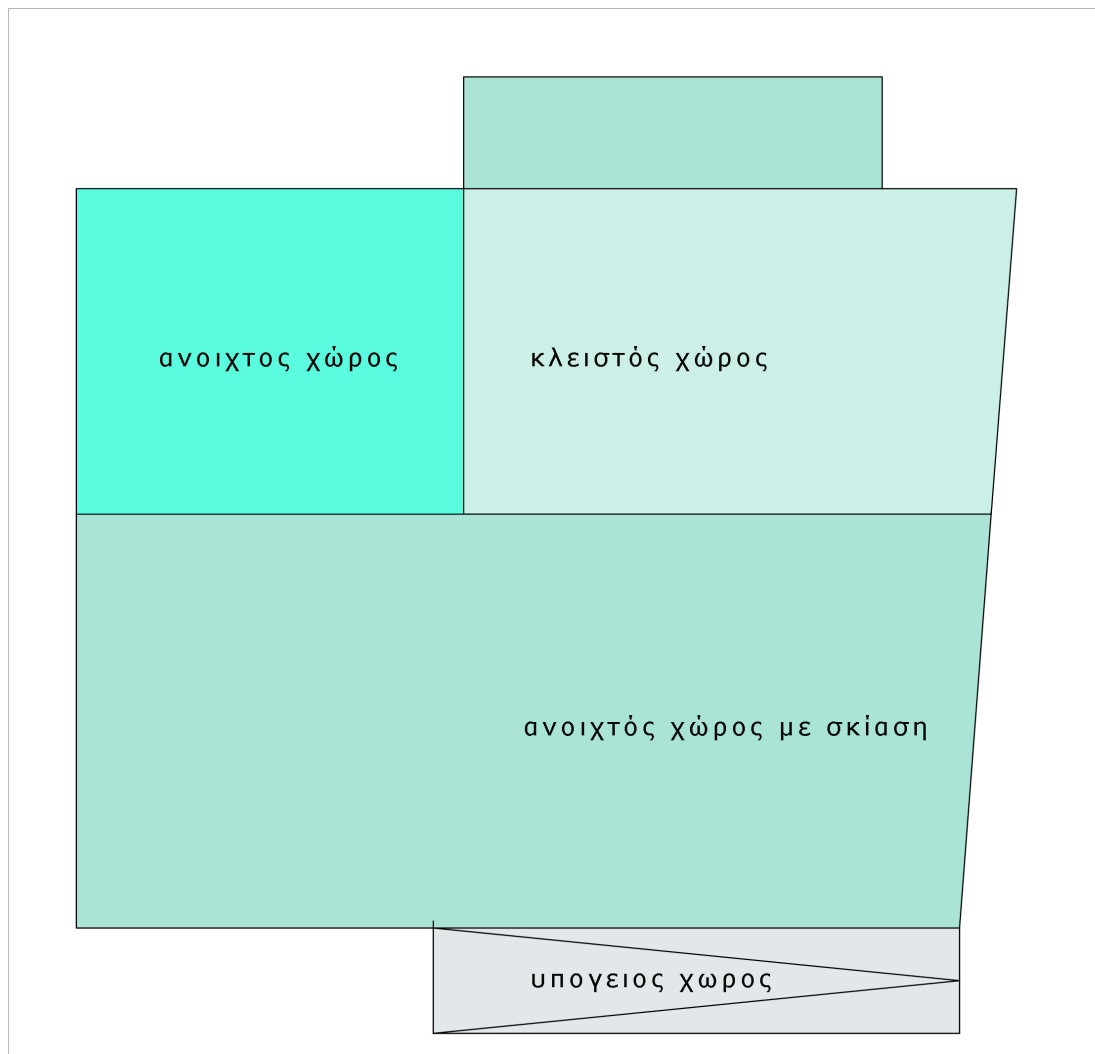 ανοιχτος χώρος
κλειστός χώρος
ανοιχτός χώρος με σκίαση
υπογειος χωρος